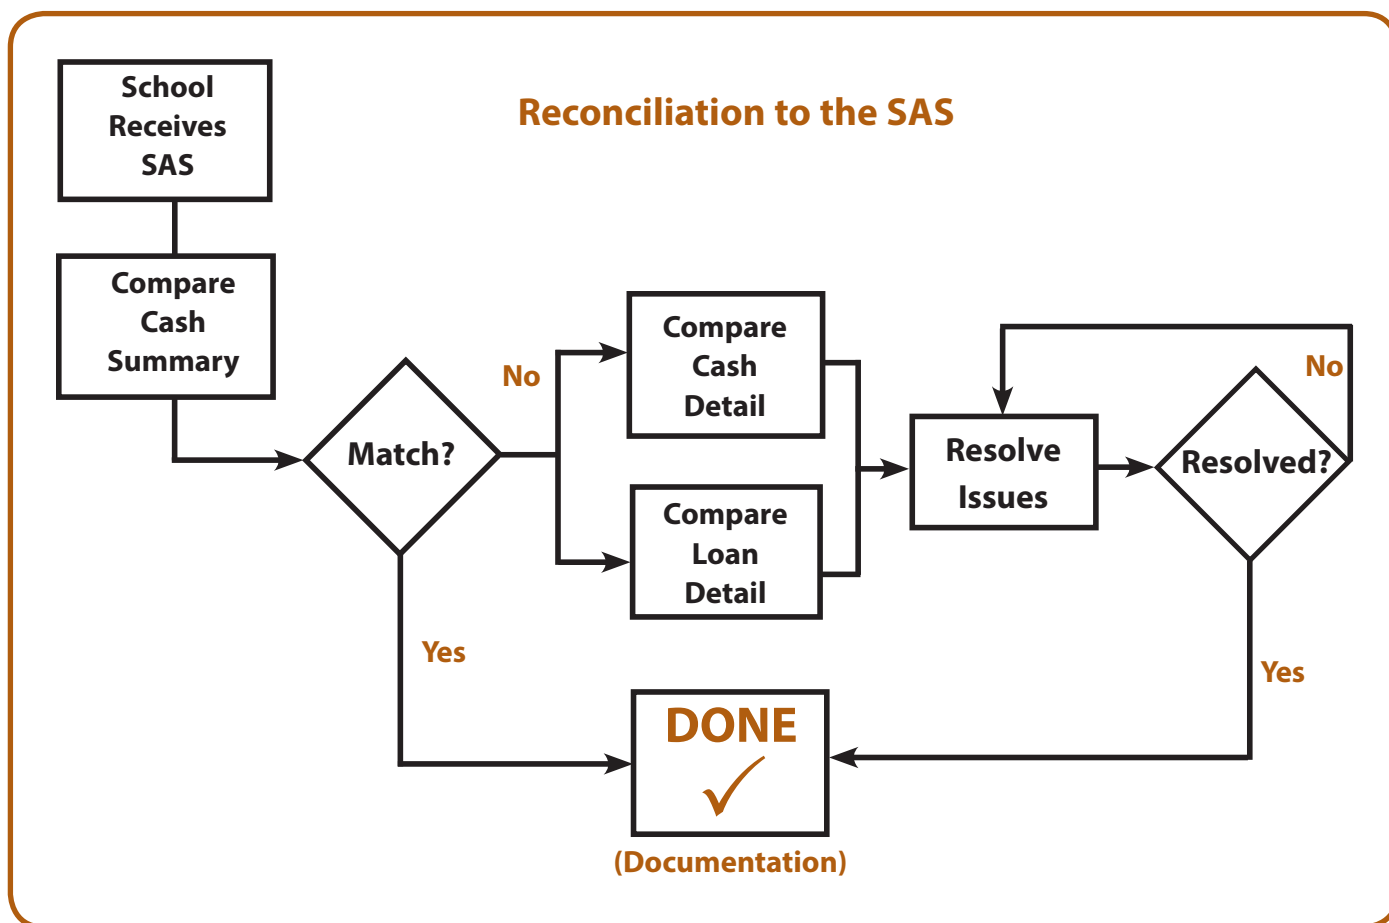 School
Receives
SAS
Reconciliation to the SAS
Compare
Cash
Summary
Match?
No
Compare
Cash
Detail
Compare
Loan
Detail
Resolve
Issues
Resolved?
No
Yes
Yes
DONE
(Documentation)